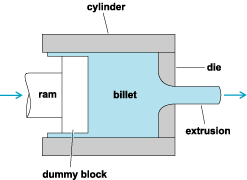 cylinder
die
ram
billet
extrusion
dummy block